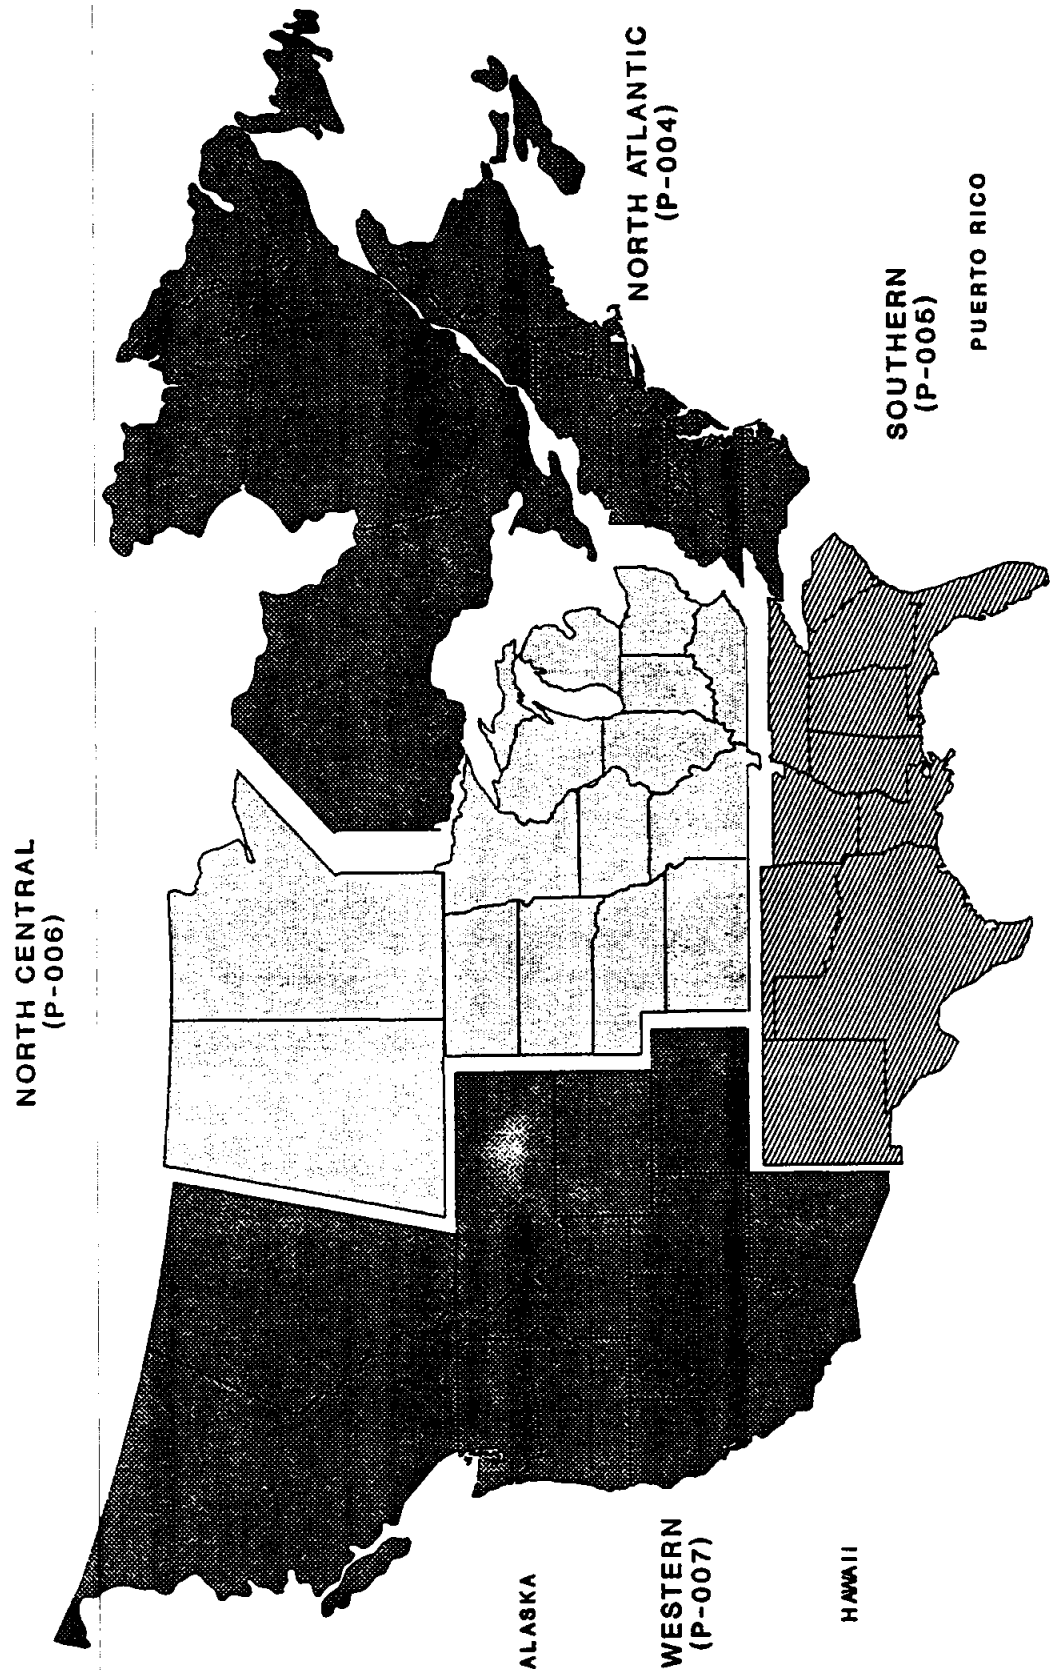 NORTH CENTRAL
(P-006)
NORTH ATLANTIC
(P-004)
ALASKA
WESTERN
(P-007)
HAWAII
SOUTHERN
(P-005)
PUERTO RICO